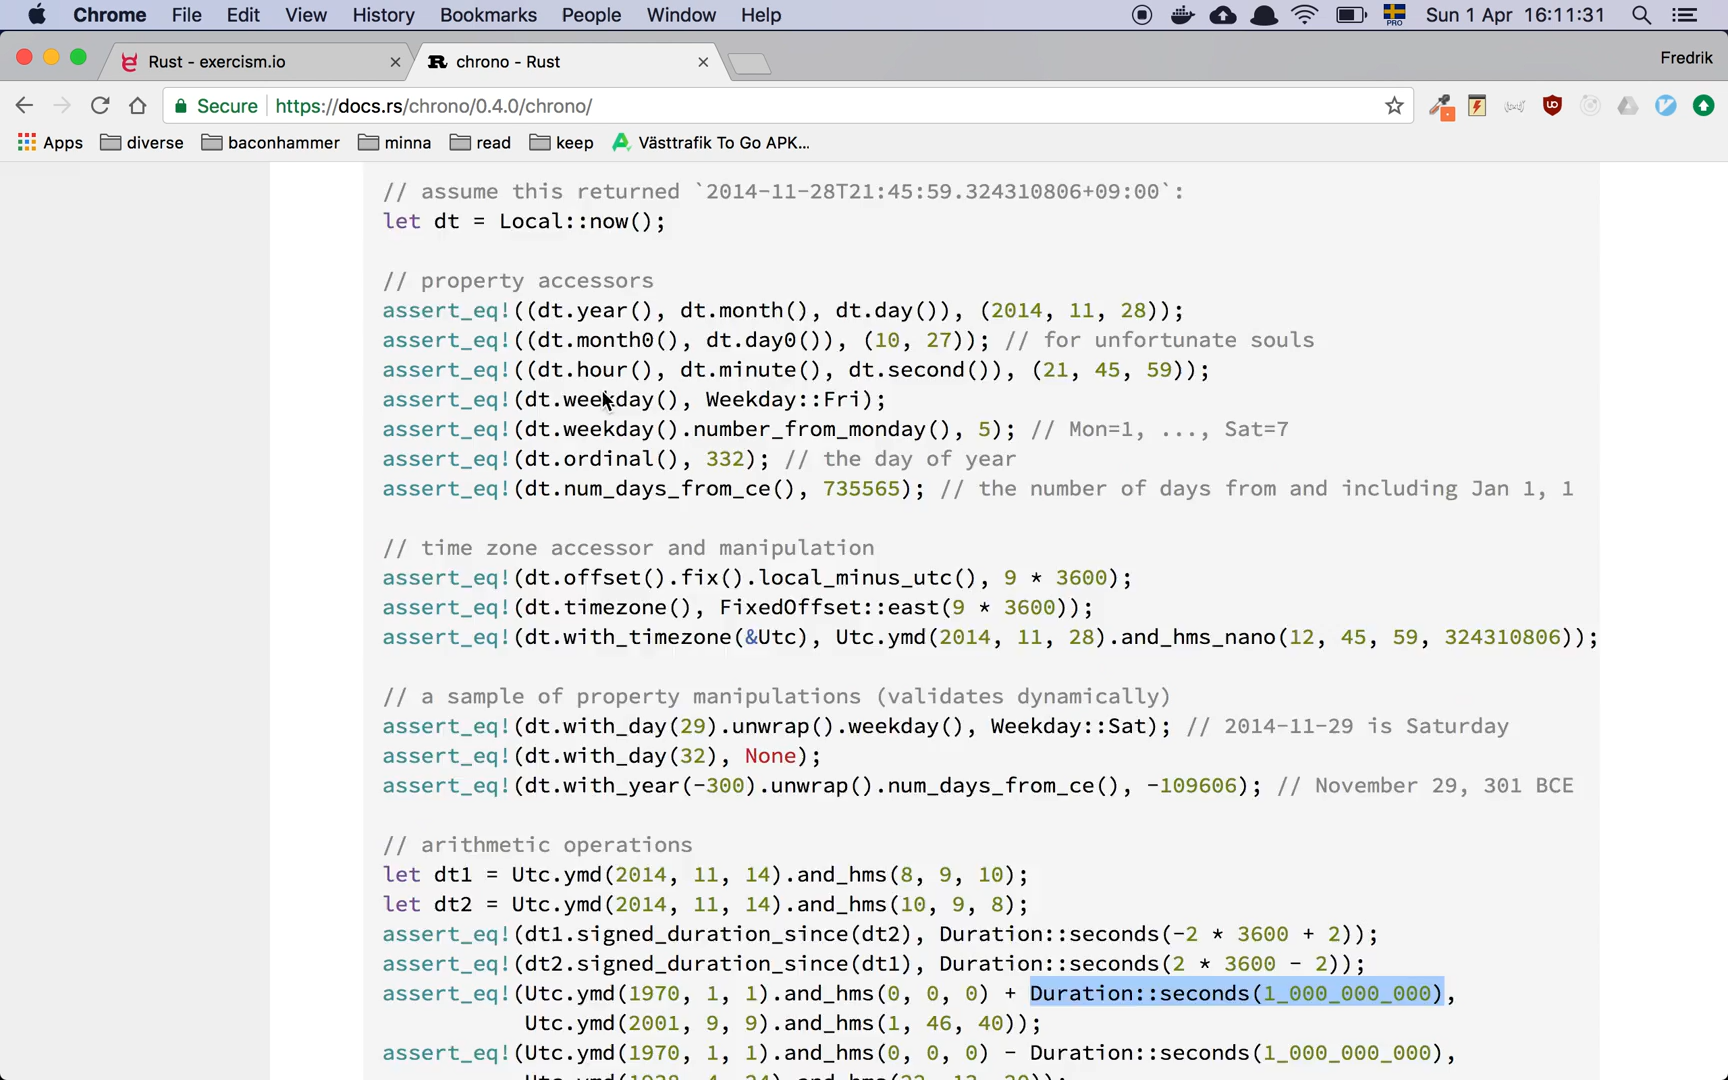 Chrome File Edit View History Bookmarks People Window Help PRO Sun 1 Apr 16:11:31
Rust - exercism.io × chrono - Rust × Fredrik
Secure https://docs.rs/chrono/0.4.0/chrono/
Apps diverse baconhammer minna read keep Västtrafik To Go APK...
// assume this returned `2014-11-28T21:45:59.324310806+09:00`:
let dt = Local::now();
// property accessors
assert_eq!((dt.year(), dt.month(), dt.day()), (2014, 11, 28));
assert_eq!((dt.month0(), dt.day0()), (10, 27)); // for unfortunate souls
assert_eq!((dt.hour(), dt.minute(), dt.second()), (21, 45, 59));
assert_eq!(dt.weekday(), Weekday::Fri);
assert_eq!(dt.weekday().number_from_monday(), 5); // Mon=1, ..., Sat=7
assert_eq!(dt.ordinal(), 332); // the day of year
assert_eq!(dt.num_days_from_ce(), 735565); // the number of days from and including Jan 1, 1
// time zone accessor and manipulation
assert_eq!(dt.offset().fix().local_minus_utc(), 9 * 3600);
assert_eq!(dt.timezone(), FixedOffset::east(9 * 3600));
assert_eq!(dt.with_timezone(&Utc), Utc.ymd(2014, 11, 28).and_hms_nano(12, 45, 59, 324310806));
// a sample of property manipulations (validates dynamically)
assert_eq!(dt.with_day(29).unwrap().weekday(), Weekday::Sat); // 2014-11-29 is Saturday
assert_eq!(dt.with_day(32), None);
assert_eq!(dt.with_year(-300).unwrap().num_days_from_ce(), -109606); // November 29, 301 BCE
// arithmetic operations
let dt1 = Utc.ymd(2014, 11, 14).and_hms(8, 9, 10);
let dt2 = Utc.ymd(2014, 11, 14).and_hms(10, 9, 8);
assert_eq!(dt1.signed_duration_since(dt2), Duration::seconds(-2 * 3600 + 2));
assert_eq!(dt2.signed_duration_since(dt1), Duration::seconds(2 * 3600 - 2));
assert_eq!(Utc.ymd(1970, 1, 1).and_hms(0, 0, 0) + Duration::seconds(1_000_000_000),
Utc.ymd(2001, 9, 9).and_hms(1, 46, 40));
assert_eq!(Utc.ymd(1970, 1, 1).and_hms(0, 0, 0) - Duration::seconds(1_000_000_000),